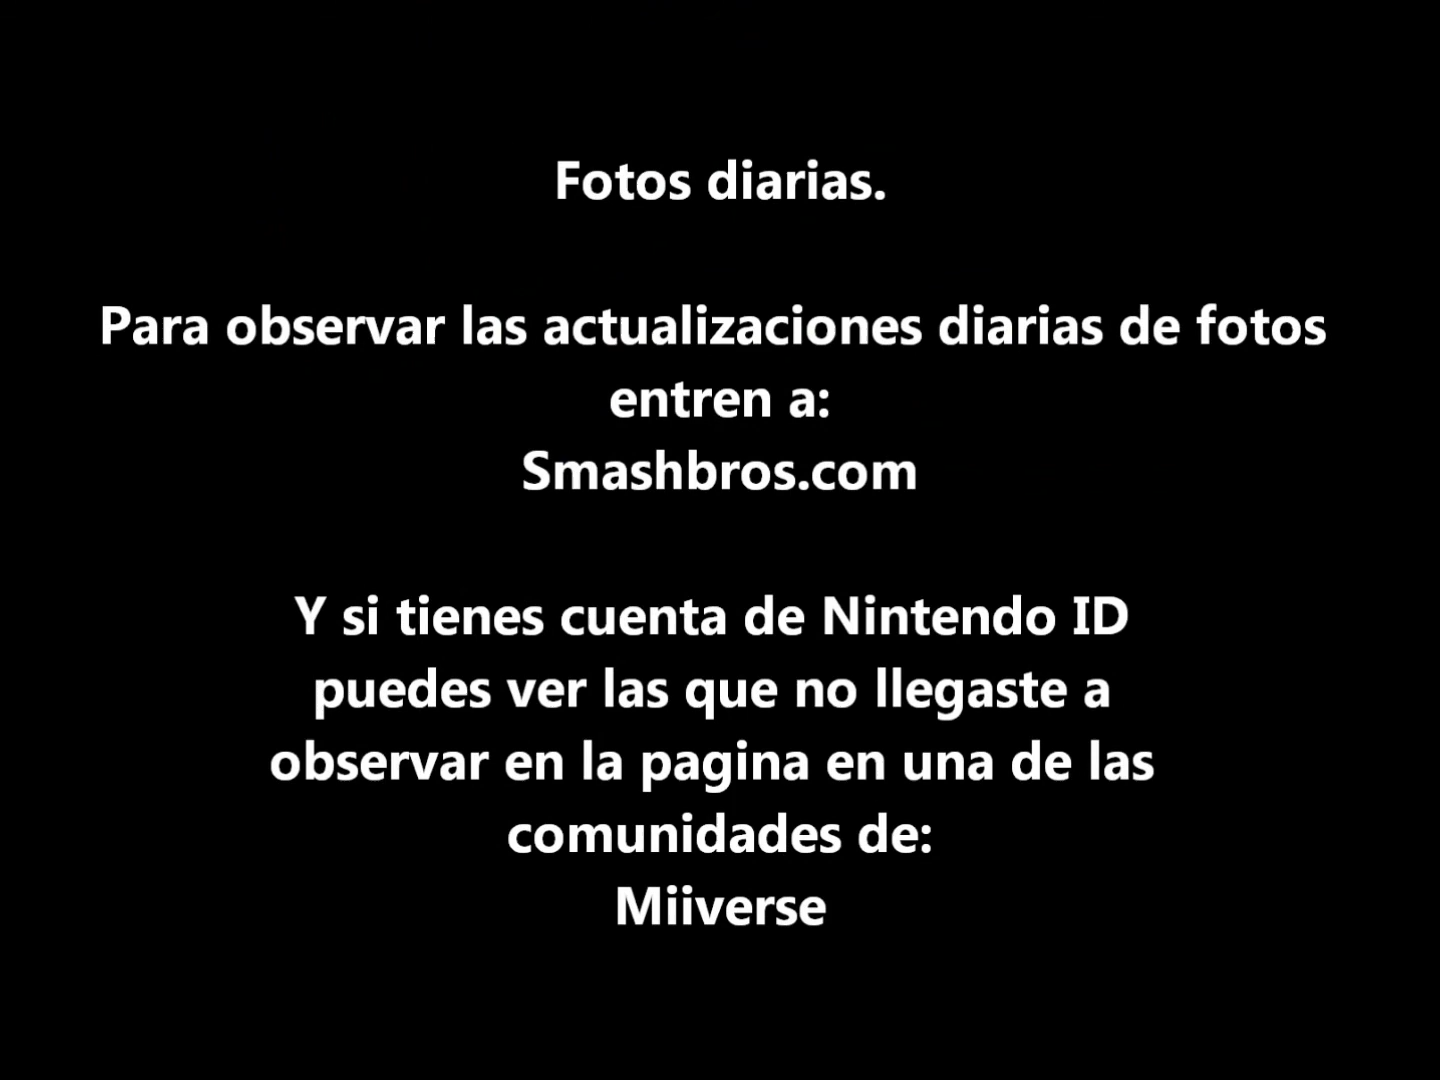 Fotos diarias.
Para observar las actualizaciones diarias de fotos
entren a:
Smashbros.com
Y si tienes cuenta de Nintendo ID
puedes ver las que no llegaste a
observar en la pagina en una de las
comunidades de:
Miiverse